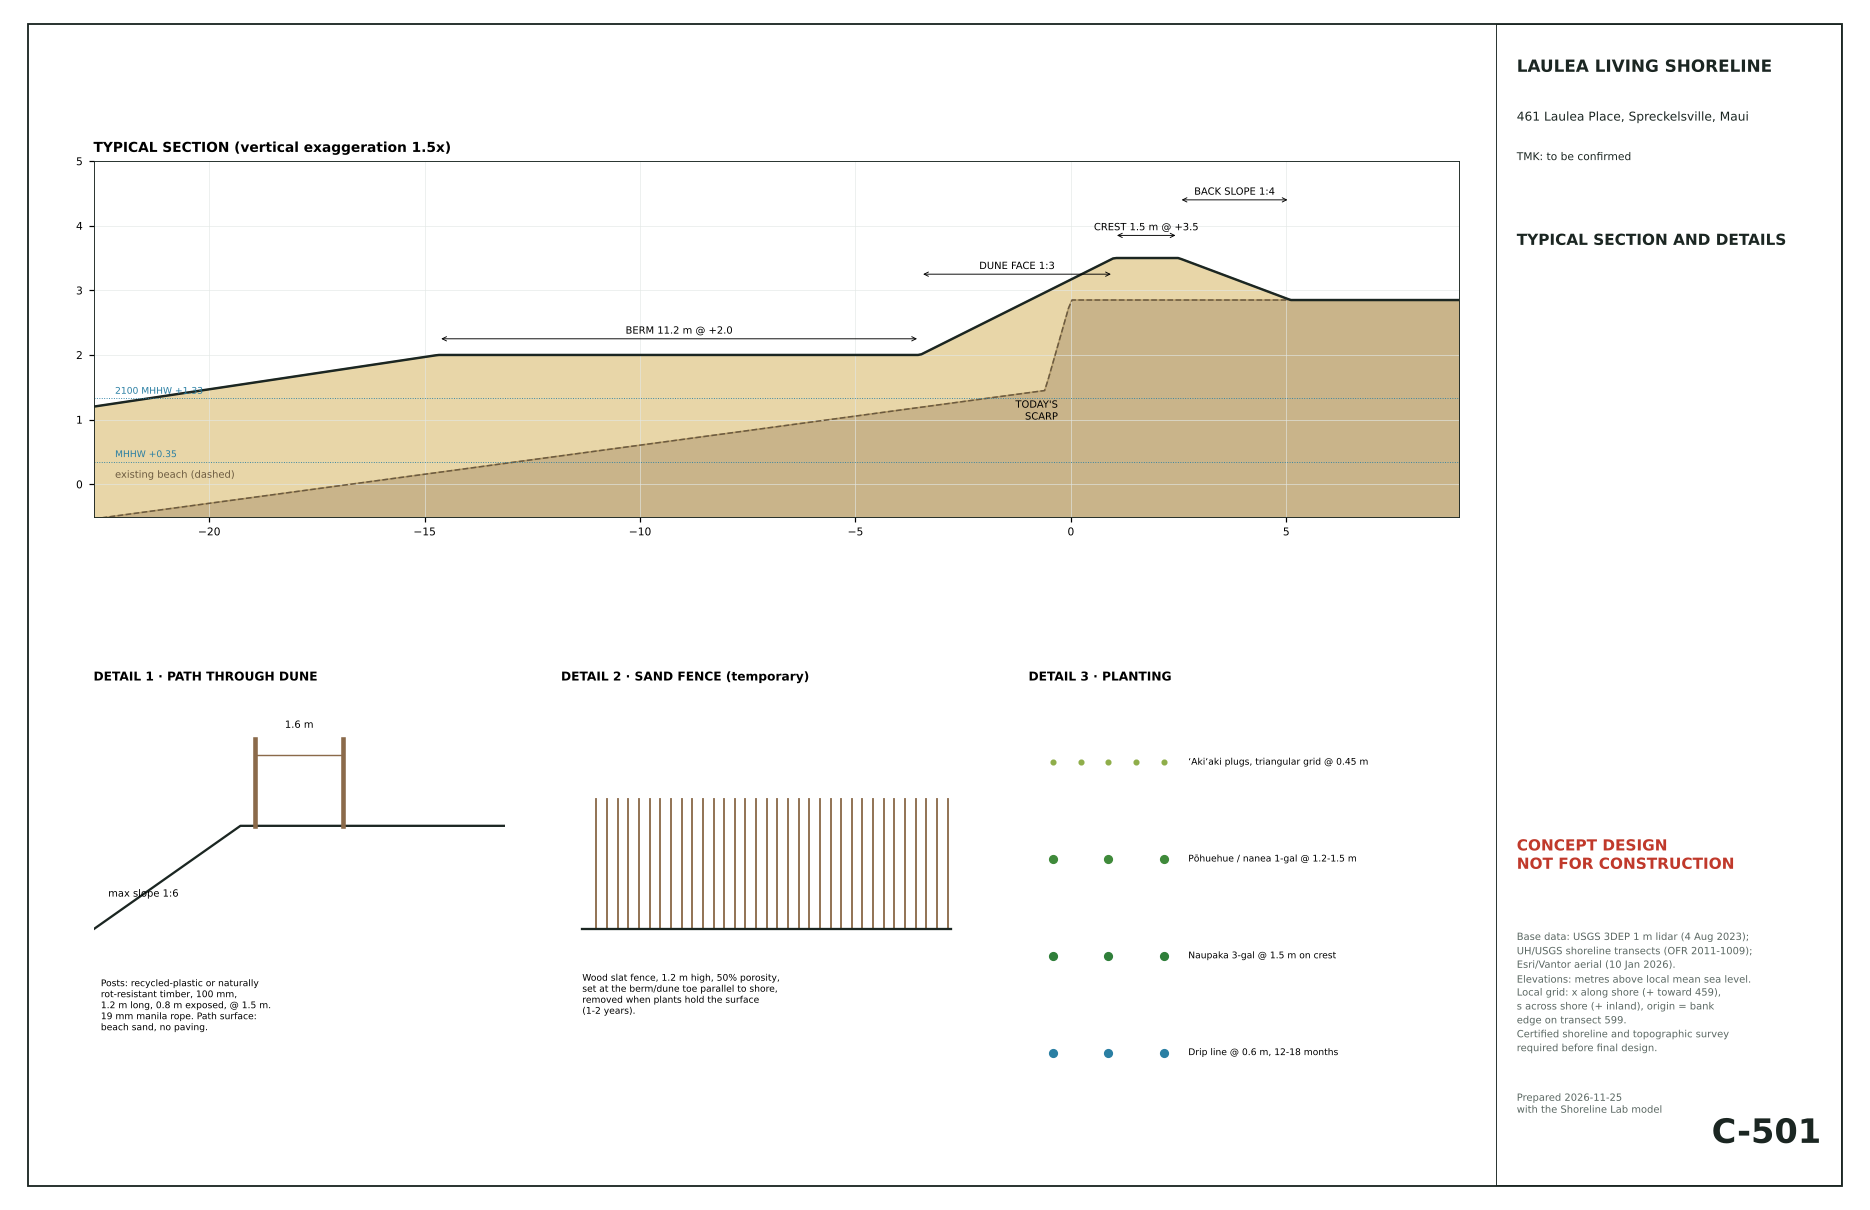 LAULEA LIVING SHORELINE
461 Laulea Place, Spreckelsville, Maui
TMK: to be confirmed
TYPICAL SECTION AND DETAILS
TYPICAL SECTION (vertical exaggeration 1.5x)
5
4
3
2
1
0
BACK SLOPE 1:4
CREST 1.5 m @ +3.5
DUNE FACE 1:3
BERM 11.2 m @ +2.0
2100 MHHW +1.33
TODAY'S
SCARP
MHHW +0.35
existing beach (dashed)
−20
−15
−10
−5
0
5
DETAIL 1 · PATH THROUGH DUNE
1.6 m
max slope 1:6
Posts: recycled-plastic or naturally
rot-resistant timber, 100 mm,
1.2 m long, 0.8 m exposed, @ 1.5 m.
19 mm manila rope. Path surface:
beach sand, no paving.
DETAIL 2 · SAND FENCE (temporary)
Wood slat fence, 1.2 m high, 50% porosity,
set at the berm/dune toe parallel to shore,
removed when plants hold the surface
(1-2 years).
DETAIL 3 · PLANTING
ʻAkiʻaki plugs, triangular grid @ 0.45 m
Pōhuehue / nanea 1-gal @ 1.2-1.5 m
Naupaka 3-gal @ 1.5 m on crest
Drip line @ 0.6 m, 12-18 months
CONCEPT DESIGN
NOT FOR CONSTRUCTION
Base data: USGS 3DEP 1 m lidar (4 Aug 2023);
UH/USGS shoreline transects (OFR 2011-1009);
Esri/Vantor aerial (10 Jan 2026).
Elevations: metres above local mean sea level.
Local grid: x along shore (+ toward 459),
s across shore (+ inland), origin = bank
edge on transect 599.
Certified shoreline and topographic survey
required before final design.
Prepared 2026-11-25
with the Shoreline Lab model
C-501